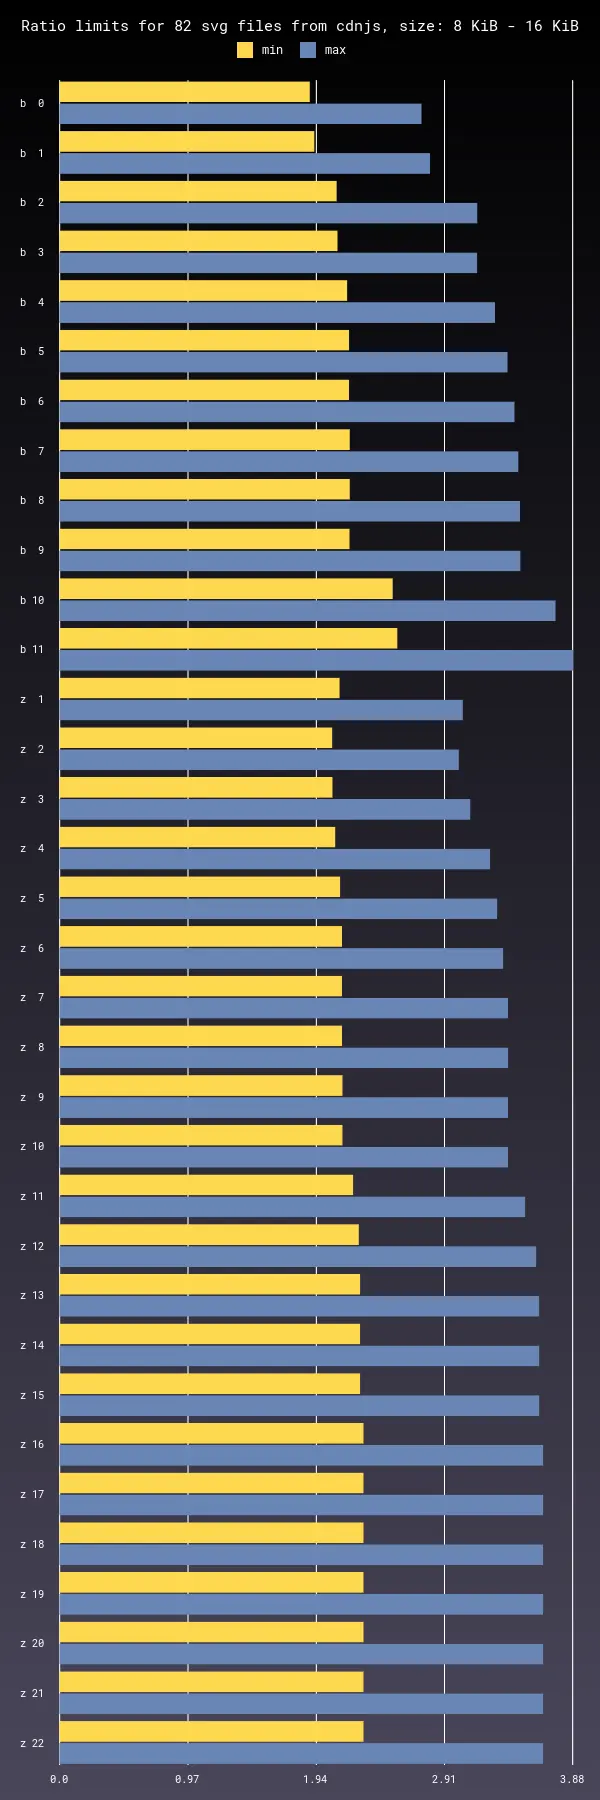 Ratio limits for 82 svg files from cdnjs, size: 8 KiB - 16 KiB
min max
b 0
b 1
b 2
b 3
b 4
b 5
b 6
b 7
b 8
b 9
b 10
b 11
z 1
z 2
z 3
z 4
z 5
z 6
z 7
z 8
z 9
z 10
z 11
z 12
z 13
z 14
z 15
z 16
z 17
z 18
z 19
z 20
z 21
z 22
0.0 0.97 1.94 2.91 3.88